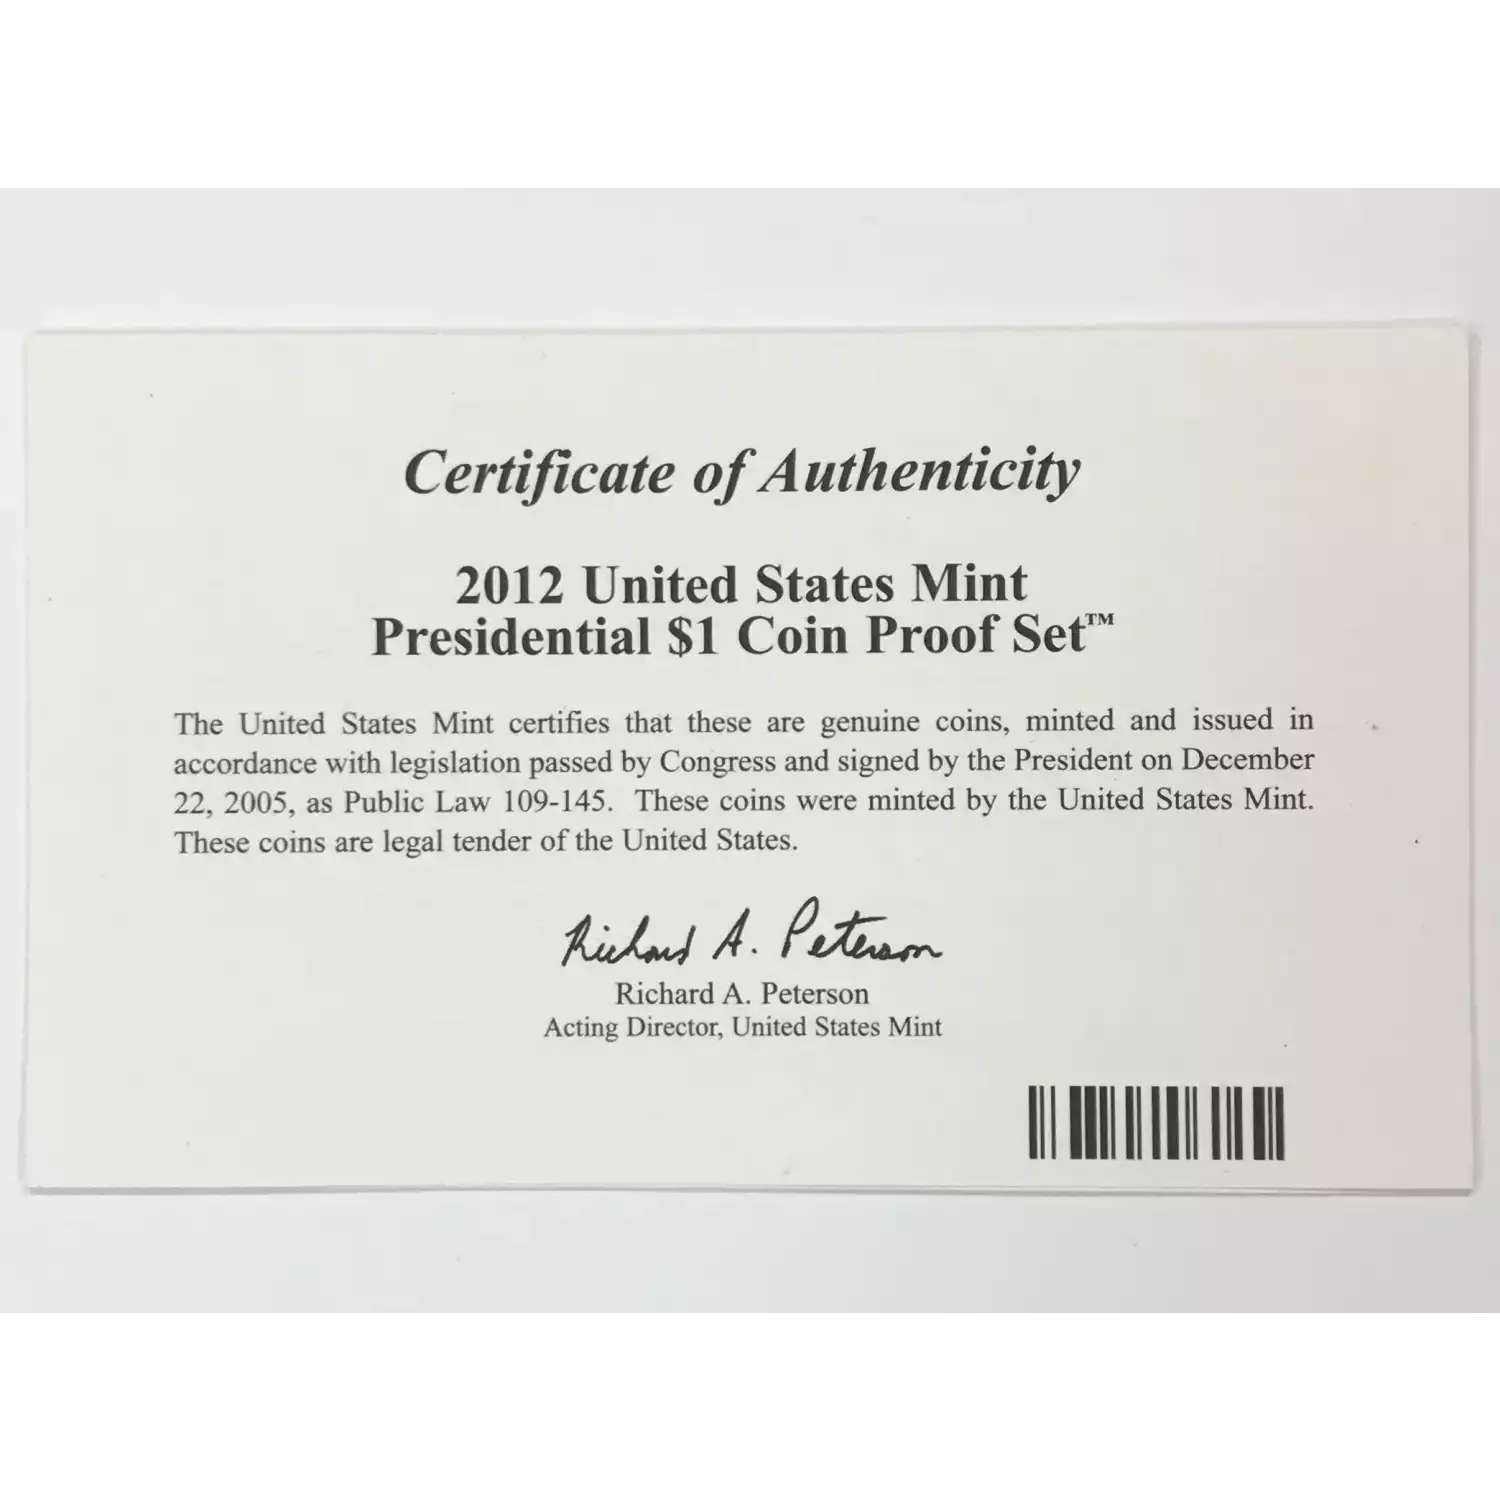 Certificate of Authenticity
2012 United States Mint
Presidential $1 Coin Proof Set™
The United States Mint certifies that these are genuine coins, minted and issued in
accordance with legislation passed by Congress and signed by the President on December
22, 2005, as Public Law 109-145. These coins were minted by the United States Mint.
These coins are legal tender of the United States.
Richard A. Peterson
Richard A. Peterson
Acting Director, United States Mint